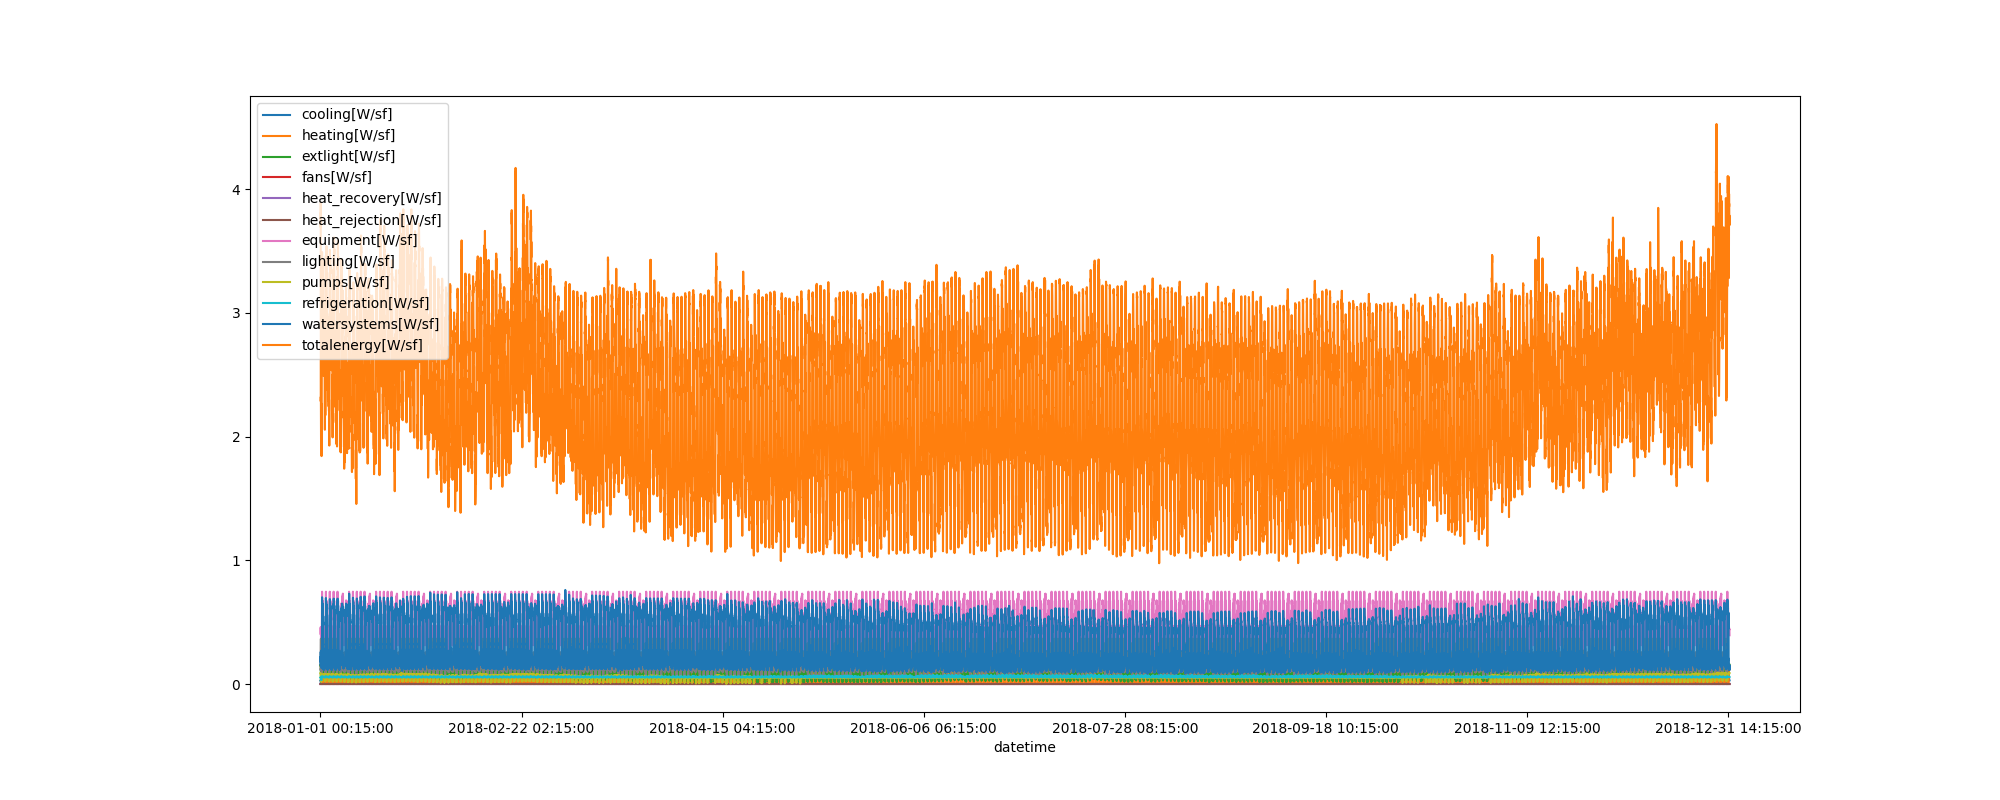 cooling[W/sf]
heating[W/sf]
extlight[W/sf]
fans[W/sf]
heat_recovery[W/sf]
heat_rejection[W/sf]
equipment[W/sf]
lighting[W/sf]
pumps[W/sf]
refrigeration[W/sf]
watersystems[W/sf]
totalenergy[W/sf]
4
3
2
1
0
2018-01-01 00:15:00 2018-02-22 02:15:00 2018-04-15 04:15:00 2018-06-06 06:15:00 2018-07-28 08:15:00 2018-09-18 10:15:00 2018-11-09 12:15:00 2018-12-31 14:15:00
datetime